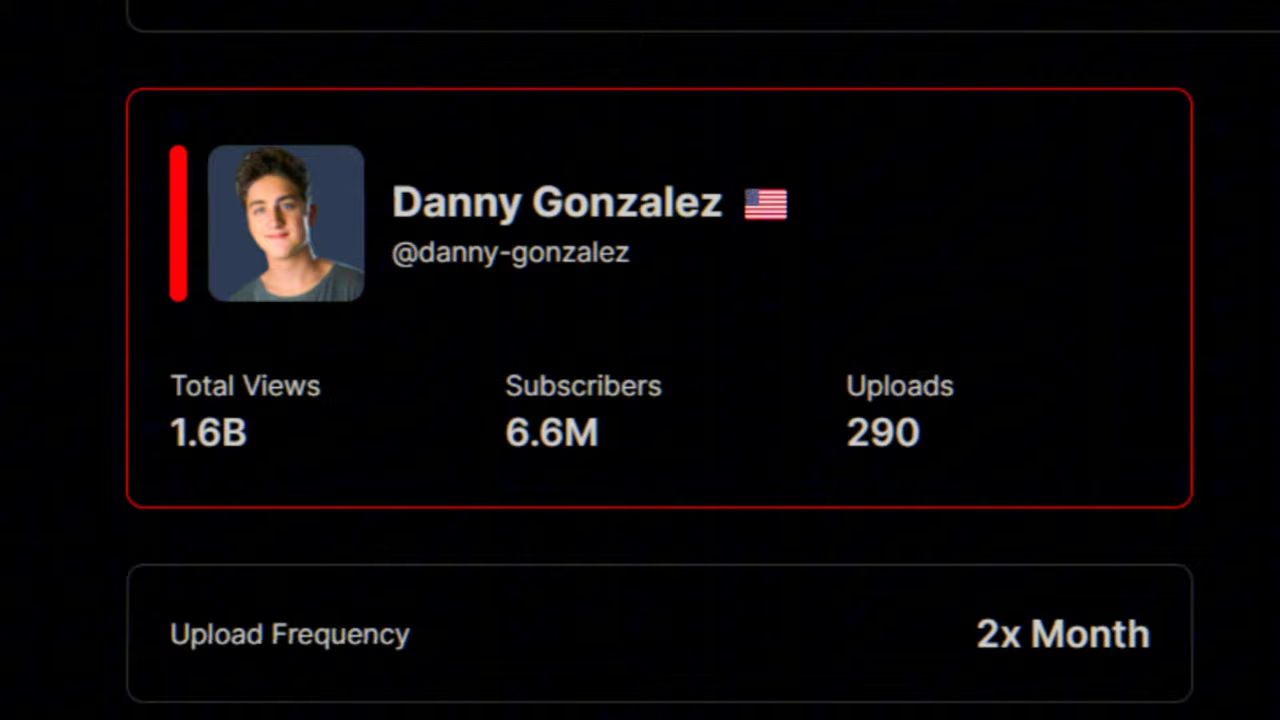 Danny Gonzalez
@danny-gonzalez
Total Views Subscribers Uploads
1.6B 6.6M 290
Upload Frequency 2x Month